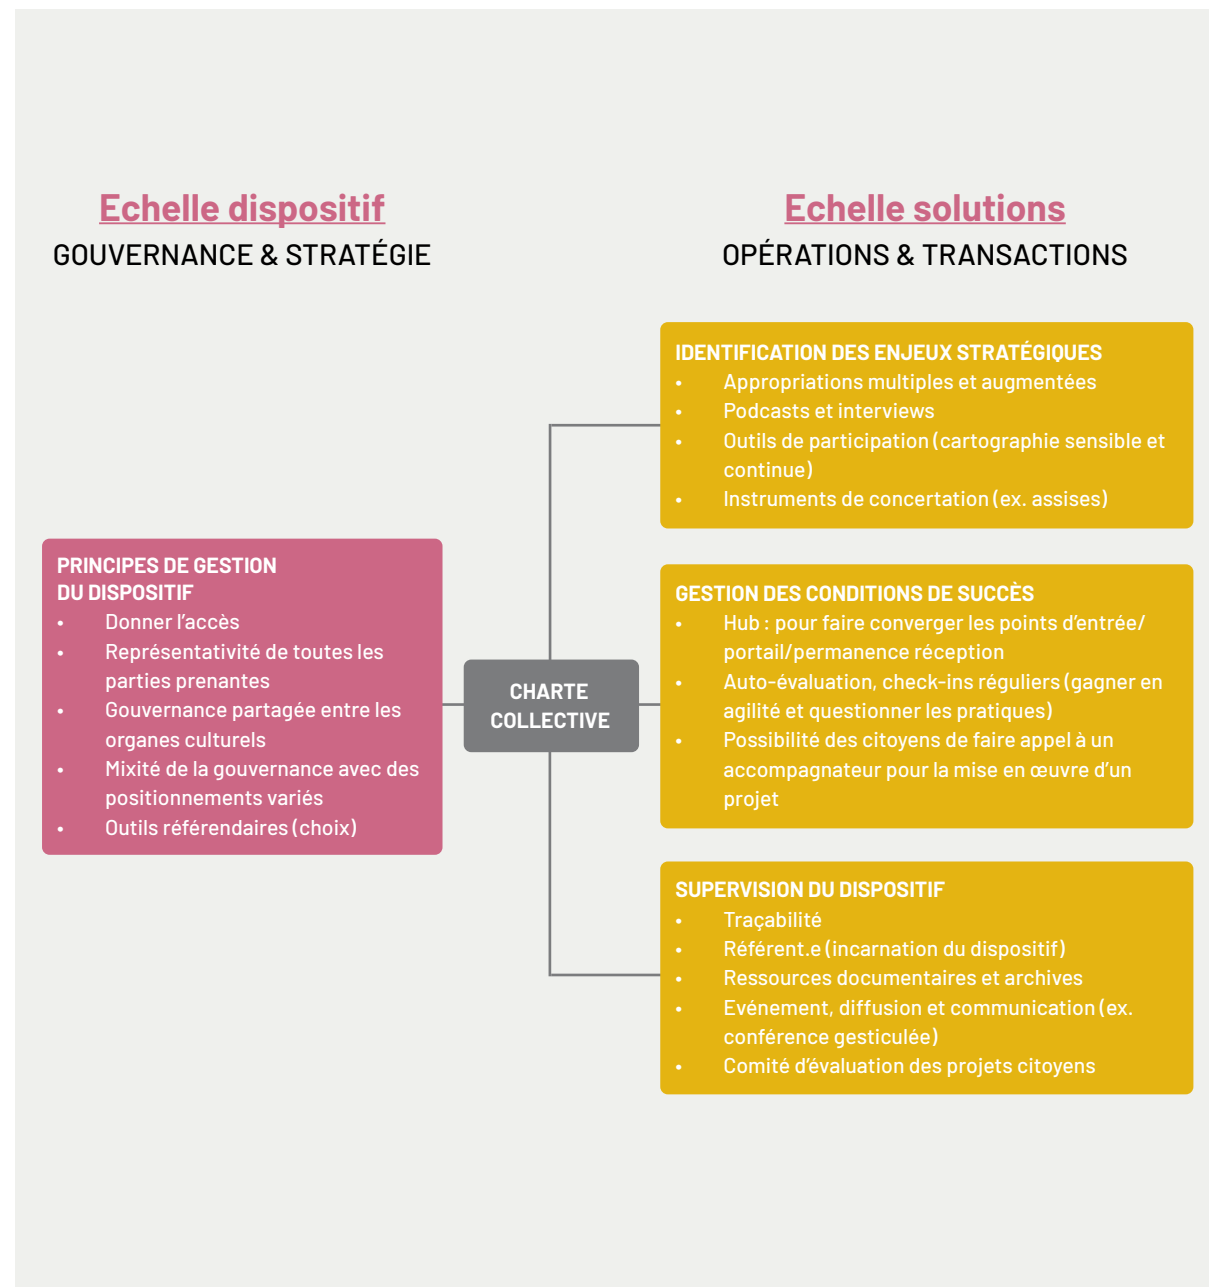 Echelle dispositif
GOUVERNANCE & STRATÉGIE
PRINCIPES DE GESTION
DU DISPOSITIF
• Donner l’accès
• Représentativité de toutes les
parties prenantes
• Gouvernance partagée entre les
organes culturels
• Mixité de la gouvernance avec des
positionnements variés
• Outils référendaires (choix)
CHARTE
COLLECTIVE
Echelle solutions
OPÉRATIONS & TRANSACTIONS
IDENTIFICATION DES ENJEUX STRATÉGIQUES
• Appropriations multiples et augmentées
• Podcasts et interviews
• Outils de participation (cartographie sensible et
continue)
• Instruments de concertation (ex. assises)
GESTION DES CONDITIONS DE SUCCÈS
• Hub : pour faire converger les points d’entrée/
portail/permanence réception
• Auto-évaluation, check-ins réguliers (gagner en
agilité et questionner les pratiques)
• Possibilité des citoyens de faire appel à un
accompagnateur pour la mise en œuvre d’un
projet
SUPERVISION DU DISPOSITIF
• Traçabilité
• Référent.e (incarnation du dispositif)
• Ressources documentaires et archives
• Evénement, diffusion et communication (ex.
conférence gesticulée)
• Comité d’évaluation des projets citoyens